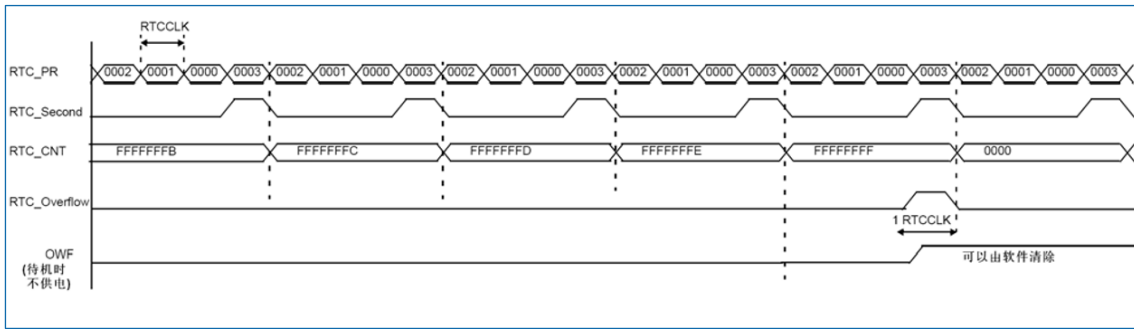 RTCCLK
RTC_PR 0002 0001 0000 0003 0002 0001 0000 0003 0002 0001 0000 0003 0002 0001 0000 0003 0002 0001 0000 0003 0002 0001 0000 0003
RTC_Second
RTC_CNT FFFFFFFB FFFFFFFC FFFFFFFD FFFFFFFE FFFFFFFF 0000
RTC_Overflow
1 RTCCLK
OWF
可以由软件清除
(待机时
不供电)